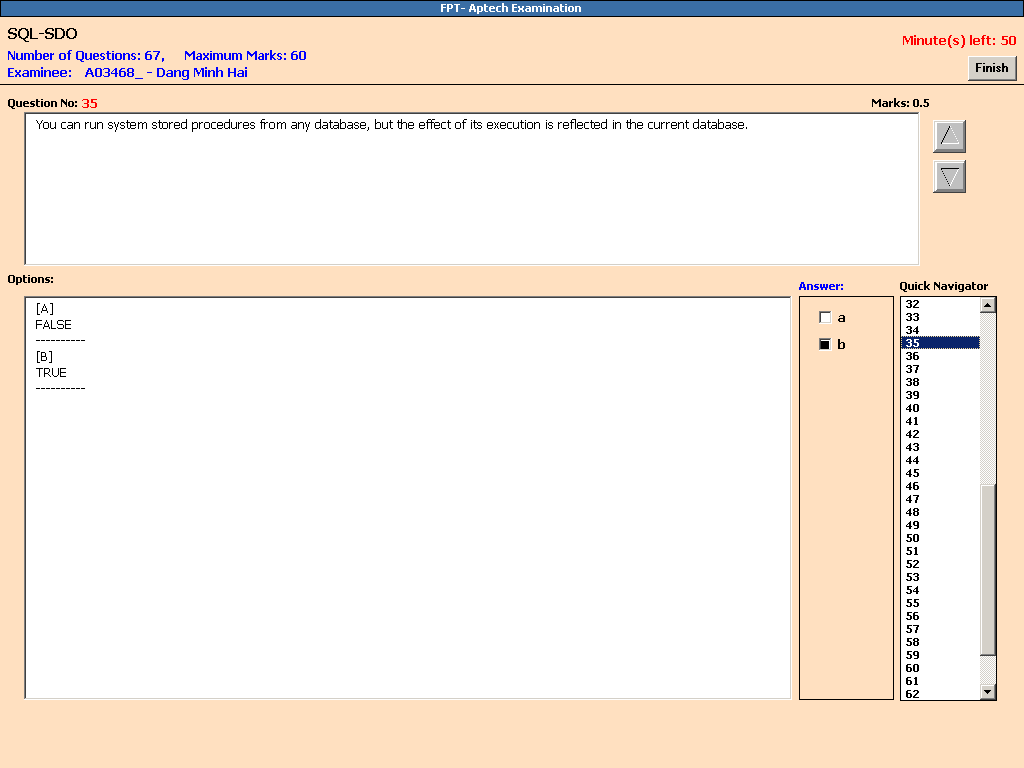 FPT- Aptech Examination
SQL-SDO
Number of Questions: 67, Maximum Marks: 60
Minute(s) left: 50
Examinee: A03468_ - Dang Minh Hai
Finish
Question No: 35
Marks: 0.5
You can run system stored procedures from any database, but the effect of its execution is reflected in the current database.
Options:
Answer:
Quick Navigator
[A]
FALSE
----------
[B]
TRUE
----------
a
b
32
33
34
35
36
37
38
39
40
41
42
43
44
45
46
47
48
49
50
51
52
53
54
55
56
57
58
59
60
61
62